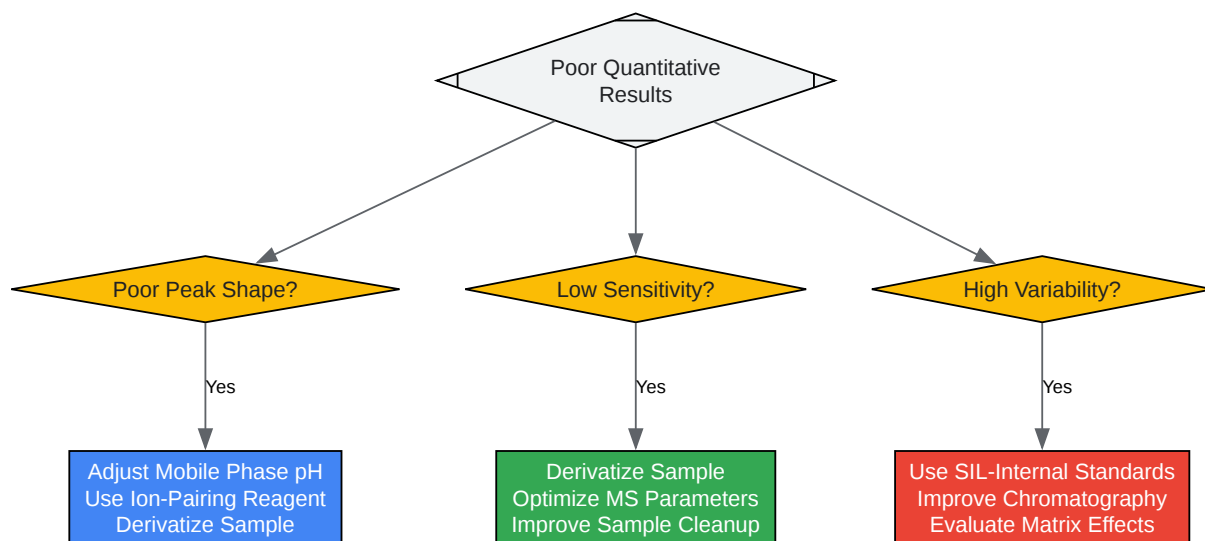 Poor Quantitative
Results
Poor Peak Shape?
Low Sensitivity?
High Variability?
Yes
Yes
Yes
Adjust Mobile Phase pH
Use Ion-Pairing Reagent
Derivatize Sample
Derivatize Sample
Optimize MS Parameters
Improve Sample Cleanup
Use SIL-Internal Standards
Improve Chromatography
Evaluate Matrix Effects